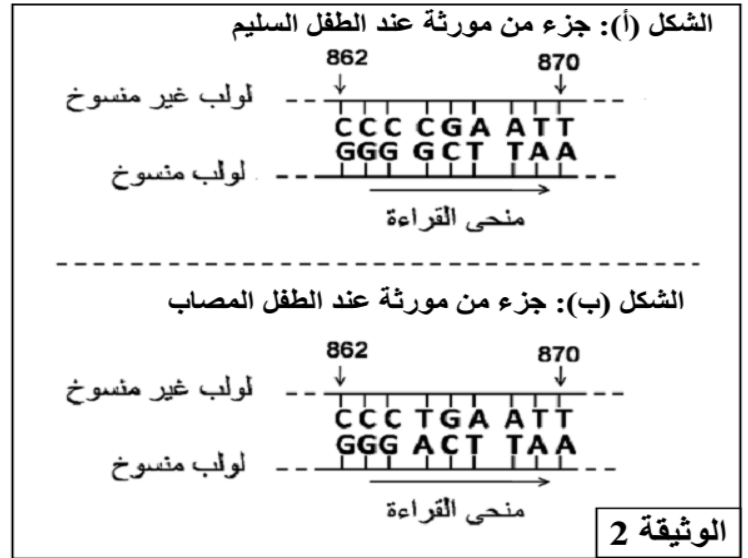 الشكل (أ): جزء من مورثة عند الطفل السليم
862 870
لولب غير منسوخ
CCC CGA ATT
GGG GCT TAA
لولب منسوخ
منحى القراءة
الشكل (ب): جزء من مورثة عند الطفل المصاب
862 870
لولب غير منسوخ
CCC TGA ATT
GGG ACT TAA
لولب منسوخ
منحى القراءة
الوثيقة 2